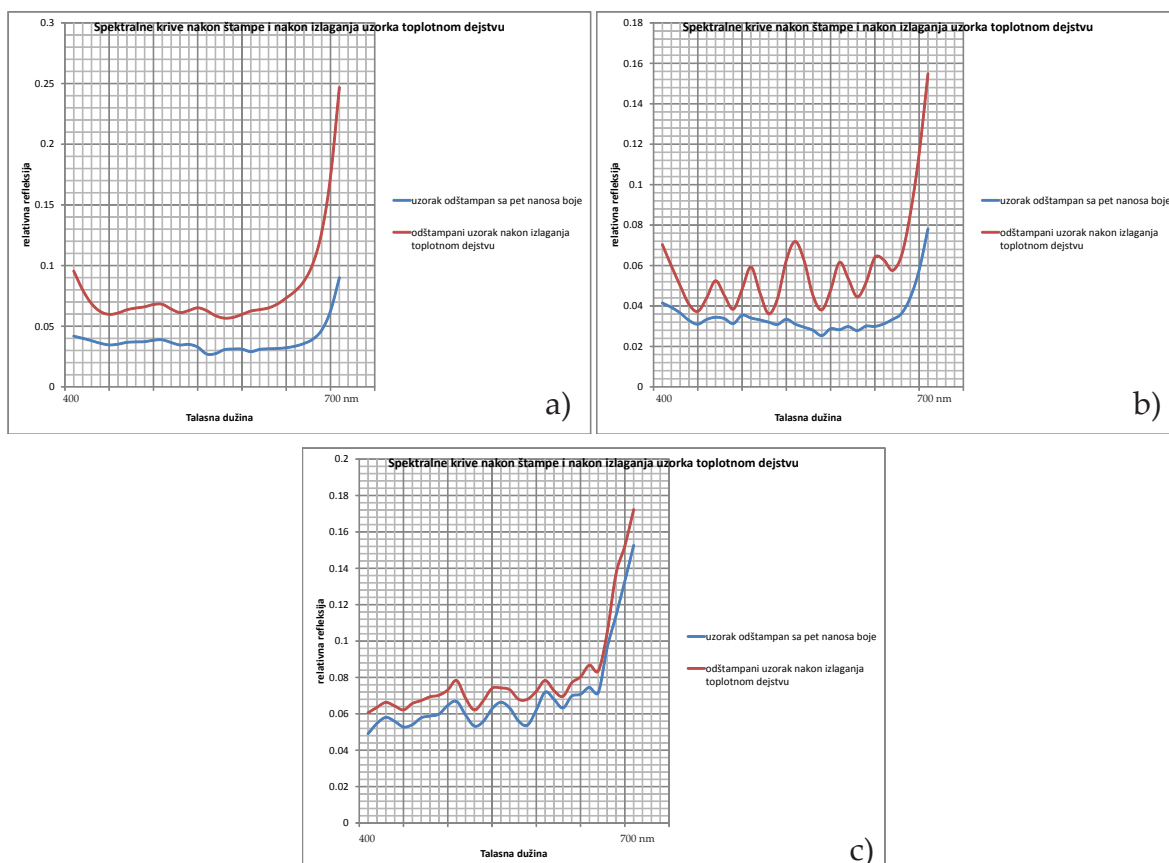 Spektralne krive nakon štampe i nakon izlaganja uzorka toplotnom dejstvu
0.3
0.25
0.2
0.15
0.1
0.05
0
relativna refleksija
400
700 nm
Talasna dužina
uzorak odštampan sa pet nanosa boje
odštampani uzorak nakon izlaganja
toplotnom dejstvu
a)
Spektralne krive nakon štampe i nakon izlaganja uzorka toplotnom dejstvu
0.18
0.16
0.14
0.12
0.1
0.08
0.06
0.04
0.02
0
relativna refleksija
400
700 nm
Talasna dužina
uzorak odštampan sa pet nanosa boje
odštampani uzorak nakon izlaganja
toplotnom dejstvu
b)
Spektralne krive nakon štampe i nakon izlaganja uzorka toplotnom dejstvu
0.2
0.18
0.16
0.14
0.12
0.1
0.08
0.06
0.04
0.02
0
relativna refleksija
400
700 nm
Talasna dužina
uzorak odštampan sa pet nanosa boje
odštampani uzorak nakon izlaganja
toplotnom dejstvu
c)